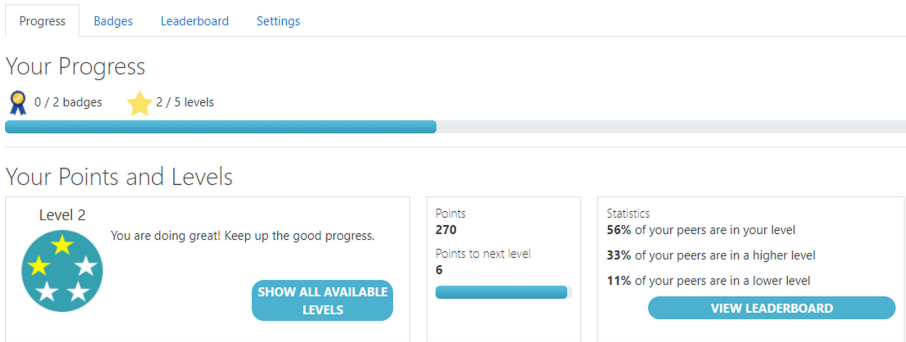 Progress Badges Leaderboard Settings
Your Progress
0 / 2 badges 2 / 5 levels
Your Points and Levels
Level 2
You are doing great! Keep up the good progress.
SHOW ALL AVAILABLE
LEVELS
Points
270
Points to next level
6
Statistics
56% of your peers are in your level
33% of your peers are in a higher level
11% of your peers are in a lower level
VIEW LEADERBOARD